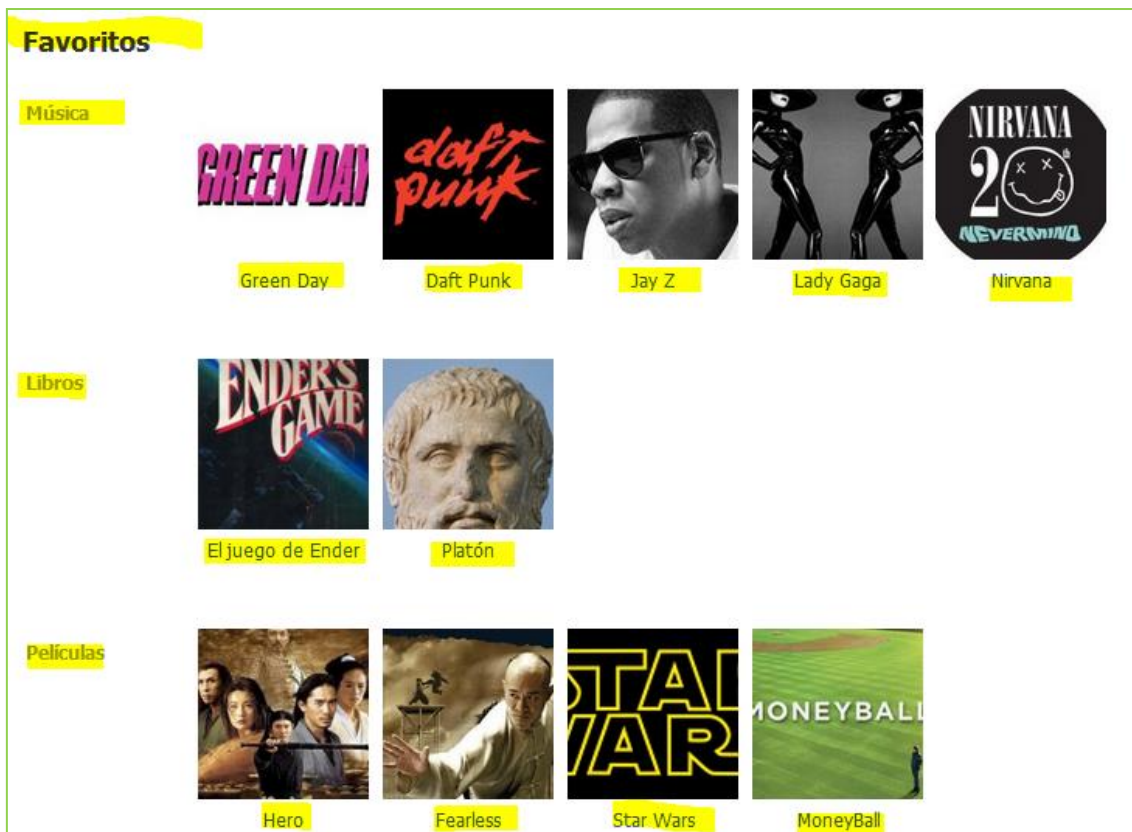 Favoritos
Música
GREEN DAY
daft punk
NIRVANA
20 th
NEVERMIND
Green Day
Daft Punk
Jay Z
Lady Gaga
Nirvana
Libros
ENDER'S
GAME
El juego de Ender
Platón
Películas
STAR
WARS
MONEYBALL
Hero
Fearless
Star Wars
MoneyBall